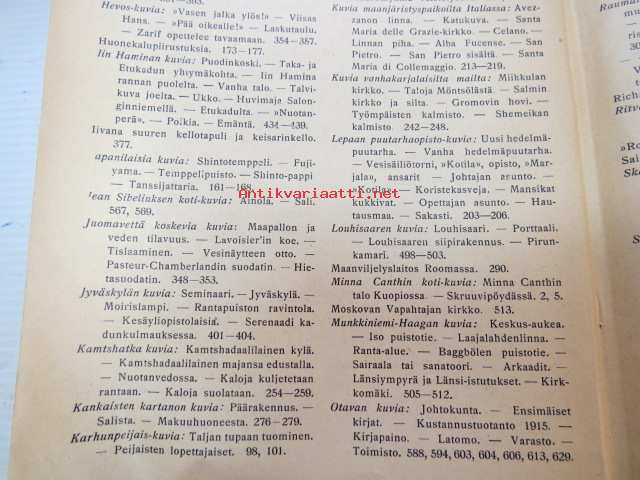 Hevos-kuvia: »Vasen jalka ylös!» — Viisas
Hans. — »Pää oikealle!» — Laskutaulu.
— Zarif opettelee tavaamaan. 354—357.
Huonekalupiirustuksia. 173—177.
Iin Haminan kuvia: Puodinkoski. — Taka- ja
Etukadun yhymäkohta. — Iin Hamina
rannan puolelta. — Vanha talo. — Talvi-
kuva joelta. — Ukko. — Huvimaja Salon-
ginniemellä. — Etukadulta. — »Nuotan-
perä». — Poikia. — Emäntä. 434—439.
Iivana suuren kellotapuli ja keisarinkello.
377.
apanilaisia kuvia: Shintotemppeli. — Fuji-
yama. — Temppelipuisto. — Shinto-pappi
— Tanssijattaria. 161—168.
Jean Sibeliuksen koti-kuvia: Ainola. — Sali.
567, 569.
Juomavettä koskevia kuvia: Maapallon ja
veden tilavuus. — Lavoisier'in koe. —
Tislaaminen. — Vesinäytteen otto. —
Pasteur-Chamberlandin suodatin. — Hie-
tasuodatin. 348—353.
Jyväskylän kuvia: Seminaari. — Jyväskylä. —
Moirislampi. — Rantapuiston ravintola.
— Kesäyliopistolaisia. — Serenaadi ka-
dunkulmauksessa. 401—404.
Kamtshatka kuvia: Kamtshadaalilainen kylä.
— Kamtshadaalilainen majansa edustalla.
— Nuotanvedossa. — Kaloja kuljetetaan
rantaan. — Kaloja suolataan. 254—259.
Kankaisten kartanon kuvia: Päärakennus. —
Salista. — Makuuhuoneesta. 276—279.
Karhunpeijais-kuvia: Taljan tupaan tuominen.
— Peijaisten lopettajaiset. 98, 101.
Kuvia maanjäristyspaikoilta Italiassa: Avez-
zanon linna. — Katukuva. — Santa
Maria delle Grazie-kirkko. — Celano. —
Linnan piha. — Alba Fucense. — San
Pietro. — San Pietro sisältä. — Santa
Maria di Collemaggio. 213—219.
Kuvia vanhakarjalaisilta mailta: Miikkulan
kirkko. — Taloja Möntsölästä. — Salmin
kirkko ja silta. — Gromovin hovi. —
Työmpäisten kalmisto. — Shemeikan
kalmisto. 242—248.
Lepaan puutarhaopisto-kuvia: Uusi hedelmä-
puutarha. — Vanha hedelmäpuutarha.
— Vesisäiliötorni, »Kotila», opisto, »Mar-
jala», ansarit — Johtajan asunto. —
»Kotila». — Koristekasveja. — Mansikat
kukkivat. — Opettajan asunto. — Hau-
tausmaa. — Sakasti. 203—206.
Louhisaaren kuvia: Louhisaari. — Porttaali.
— Louhisaaren siipirakennus. — Pirun-
kamari. 498—503.
Maanviljelyslaitos Roomassa. 290.
Minna Canthin koti-kuvia: Minna Canthin
talo Kuopiossa. — Skruuvipöydässä. 2, 5.
Moskovan Vapahtajan kirkko. 513.
Munkkiniemi-Haagan kuvia: Keskus-aukea.
— Iso puistotie. — Laajalahdenlinna. —
Ranta-alue. — Baggbölen puistotie. —
Sairaala tai sanatoori. — Arkaadit. —
Länsiympyrä ja Länsi-istutukset. — Kirk-
komäki. 505—512.
Otavan kuvia: Johtokunta. — Ensimäiset
kirjat. — Kustannustuotanto 1915. —
Kirjapaino. — Latomo. — Varasto. —
Toimisto. 588, 594, 603, 604, 606, 613, 629.
Antikvariaatti.net